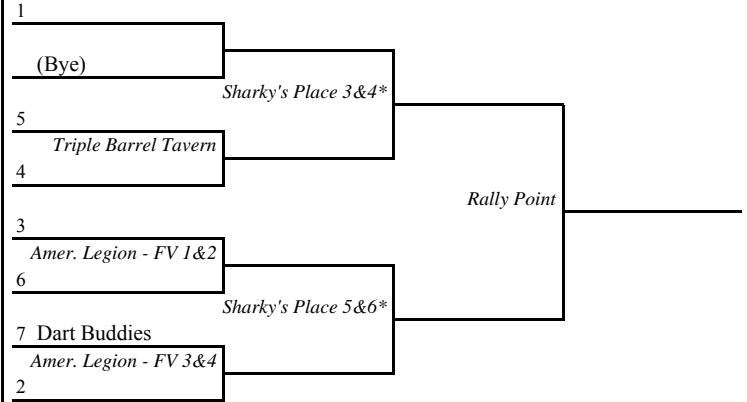 1
(Bye)
Sharky's Place 3&4*
5
Triple Barrel Tavern
4
Rally Point
3
Amer. Legion - FV 1&2
6
Sharky's Place 5&6*
7 Dart Buddies
Amer. Legion - FV 3&4
2